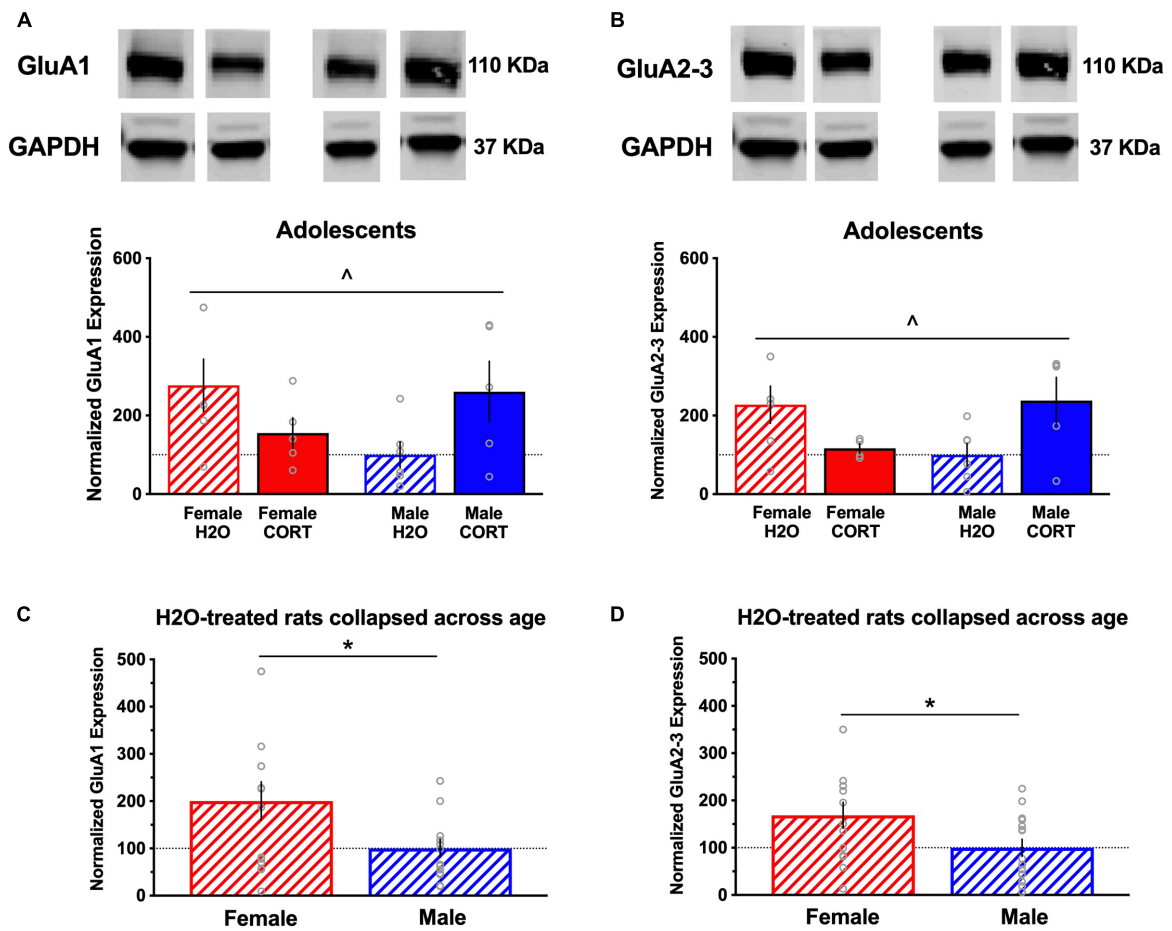 A
GluA1
110 KDa
GAPDH
37 KDa
Adolescents
Normalized GluA1 Expression
600
400
200
0
^
Female H2O
Female CORT
Male H2O
Male CORT
B
GluA2-3
110 KDa
GAPDH
37 KDa
Adolescents
Normalized GluA2-3 Expression
600
400
200
0
^
Female H2O
Female CORT
Male H2O
Male CORT
C
H2O-treated rats collapsed across age
Normalized GluA1 Expression
500
400
300
200
100
0
*
Female
Male
D
H2O-treated rats collapsed across age
Normalized GluA2-3 Expression
500
400
300
200
100
0
*
Female
Male